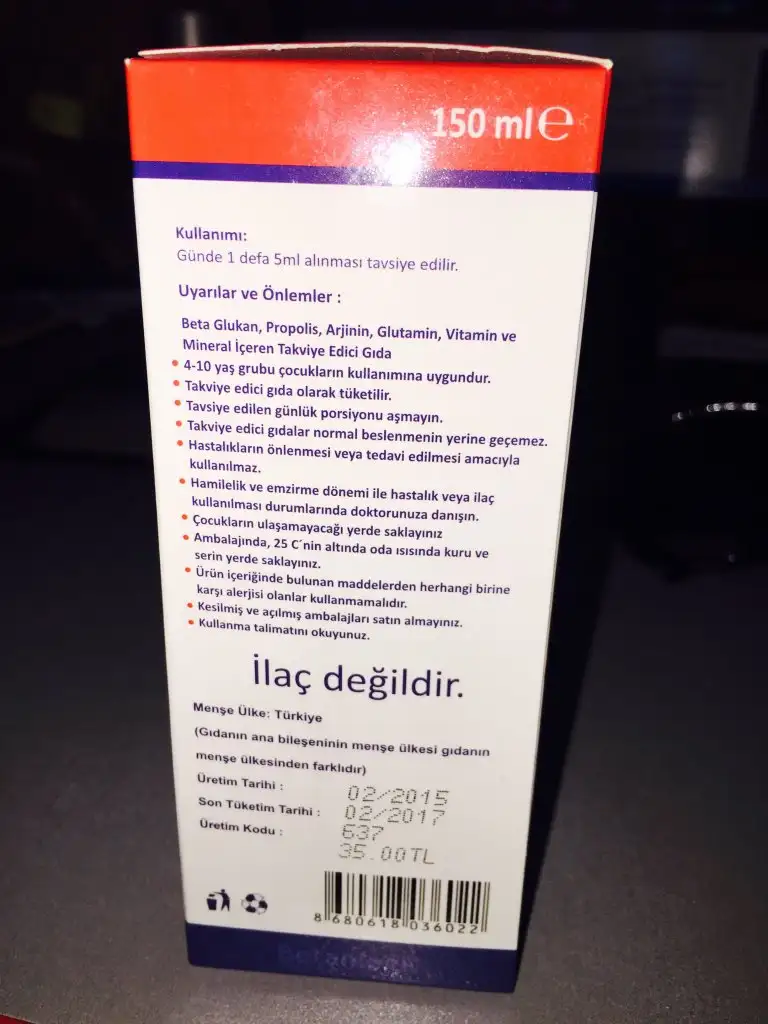 150 ml℮
Kullanımı:
Günde 1 defa 5ml alınması tavsiye edilir.
Uyarılar ve Önlemler :
Beta Glukan, Propolis, Arjinin, Glutamin, Vitamin ve
Mineral İçeren Takviye Edici Gıda
• 4-10 yaş grubu çocukların kullanımına uygundur.
• Takviye edici gıda olarak tüketilir.
• Tavsiye edilen günlük porsiyonu aşmayın.
• Takviye edici gıdalar normal beslenmenin yerine geçemez.
• Hastalıkların önlenmesi veya tedavi edilmesi amacıyla
kullanılmaz.
• Hamilelik ve emzirme dönemi ile hastalık veya ilaç
kullanılması durumlarında doktorunuza danışın.
• Çocukların ulaşamayacağı yerde saklayınız
• Ambalajında, 25 C´nin altında oda ısısında kuru ve
serin yerde saklayınız.
• Ürün içeriğinde bulunan maddelerden herhangi birine
karşı alerjisi olanlar kullanmamalıdır.
• Kesilmiş ve açılmış ambalajları satın almayınız.
• Kullanma talimatını okuyunuz.
İlaç değildir.
Menşe Ülke: Türkiye
(Gıdanın ana bileşeninin menşe ülkesi gıdanın
menşe ülkesinden farklıdır)
Üretim Tarihi : 02/2015
Son Tüketim Tarihi : 02/2017
Üretim Kodu : 637
35.00TL
8 680618 036022